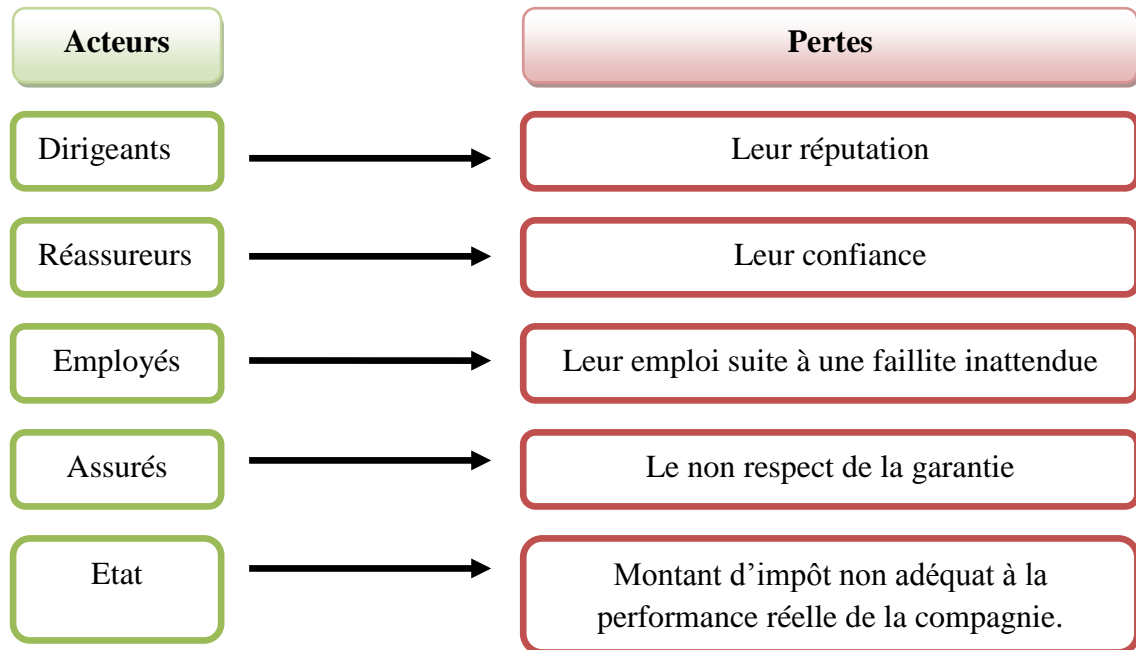 Acteurs
Pertes
Dirigeants
Leur réputation
Réassureurs
Leur confiance
Employés
Leur emploi suite à une faillite inattendue
Assurés
Le non respect de la garantie
Etat
Montant d’impôt non adéquat à la
performance réelle de la compagnie.